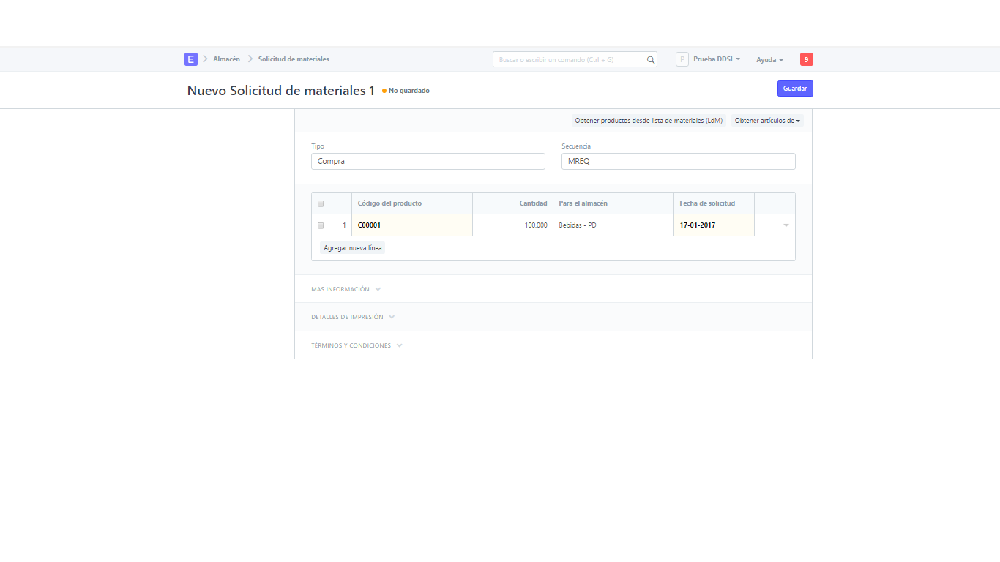 E Almacén Solicitud de materiales Buscar o escribir un comando (Ctrl + G) P Prueba DDSI Ayuda 9
Nuevo Solicitud de materiales 1 No guardado Guardar
Obtener productos desde lista de materiales (LdM) Obtener artículos de
Tipo Secuencia
Compra MREQ-
Código del producto Cantidad Para el almacén Fecha de solicitud
1 C00001 100.000 Bebidas - PD 17-01-2017
Agregar nueva línea
MAS INFORMACIÓN
DETALLES DE IMPRESIÓN
TÉRMINOS Y CONDICIONES